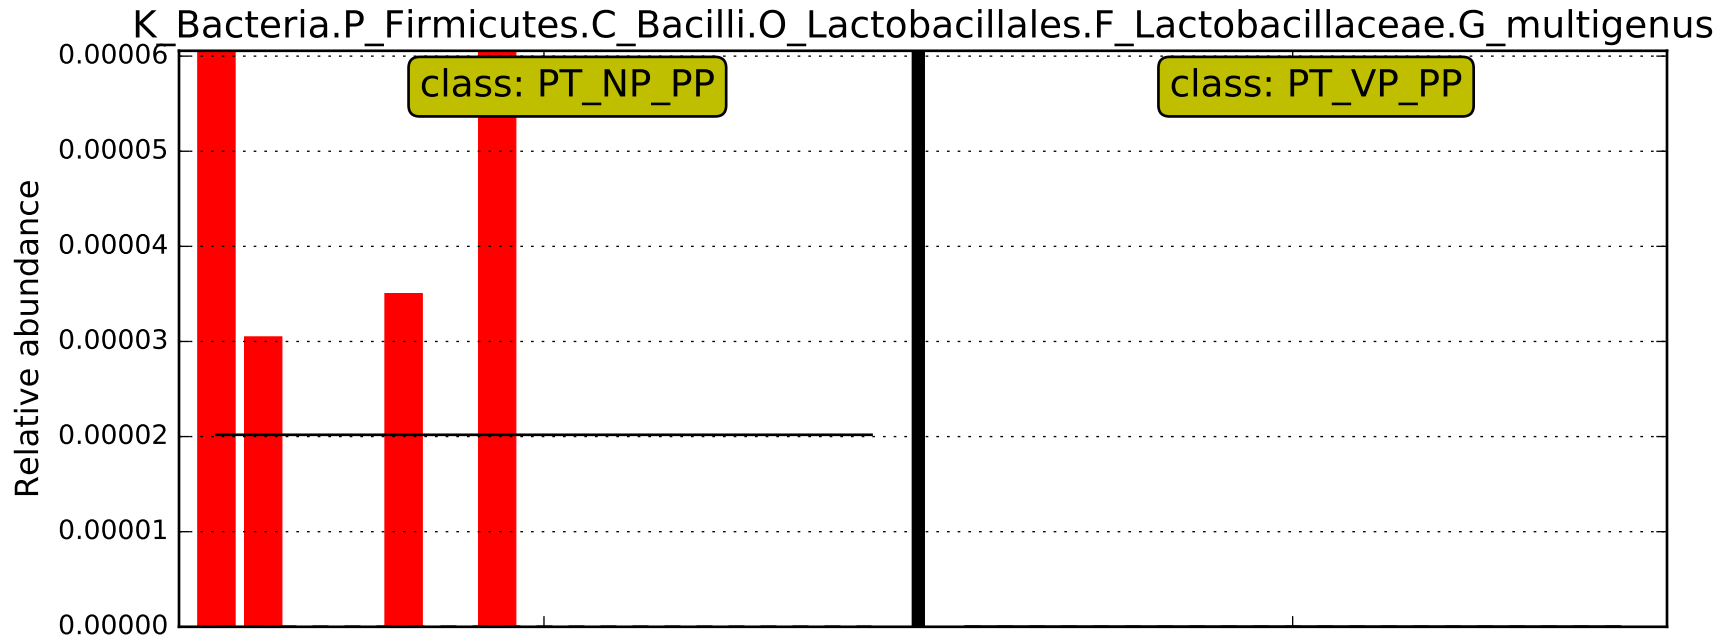 K_Bacteria.P_Firmicutes.C_Bacilli.O_Lactobacillales.F_Lactobacillaceae.G_multigenus
class: PT_NP_PP
class: PT_VP_PP
Relative abundance
0.00006
0.00005
0.00004
0.00003
0.00002
0.00001
0.00000